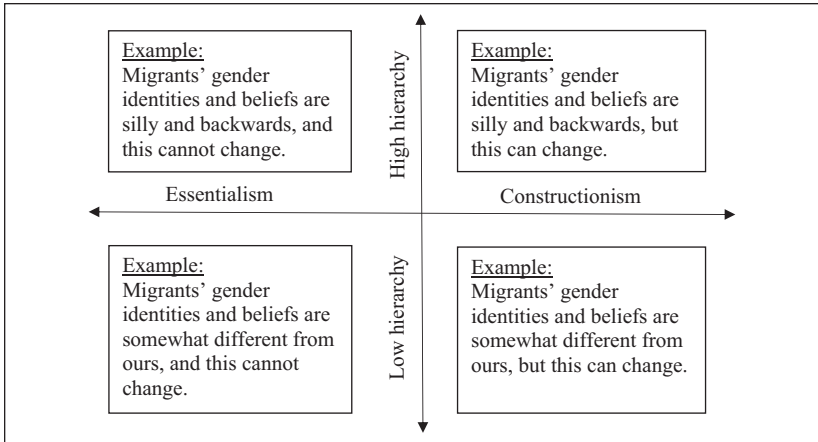 Example:
Migrants’ gender
identities and beliefs are
silly and backwards, and
this cannot change.
High hierarchy
Example:
Migrants’ gender
identities and beliefs are
silly and backwards, but
this can change.
Essentialism
Constructionism
Example:
Migrants’ gender
identities and beliefs are
somewhat different from
ours, and this cannot
change.
Low hierarchy
Example:
Migrants’ gender
identities and beliefs are
somewhat different from
ours, but this can change.